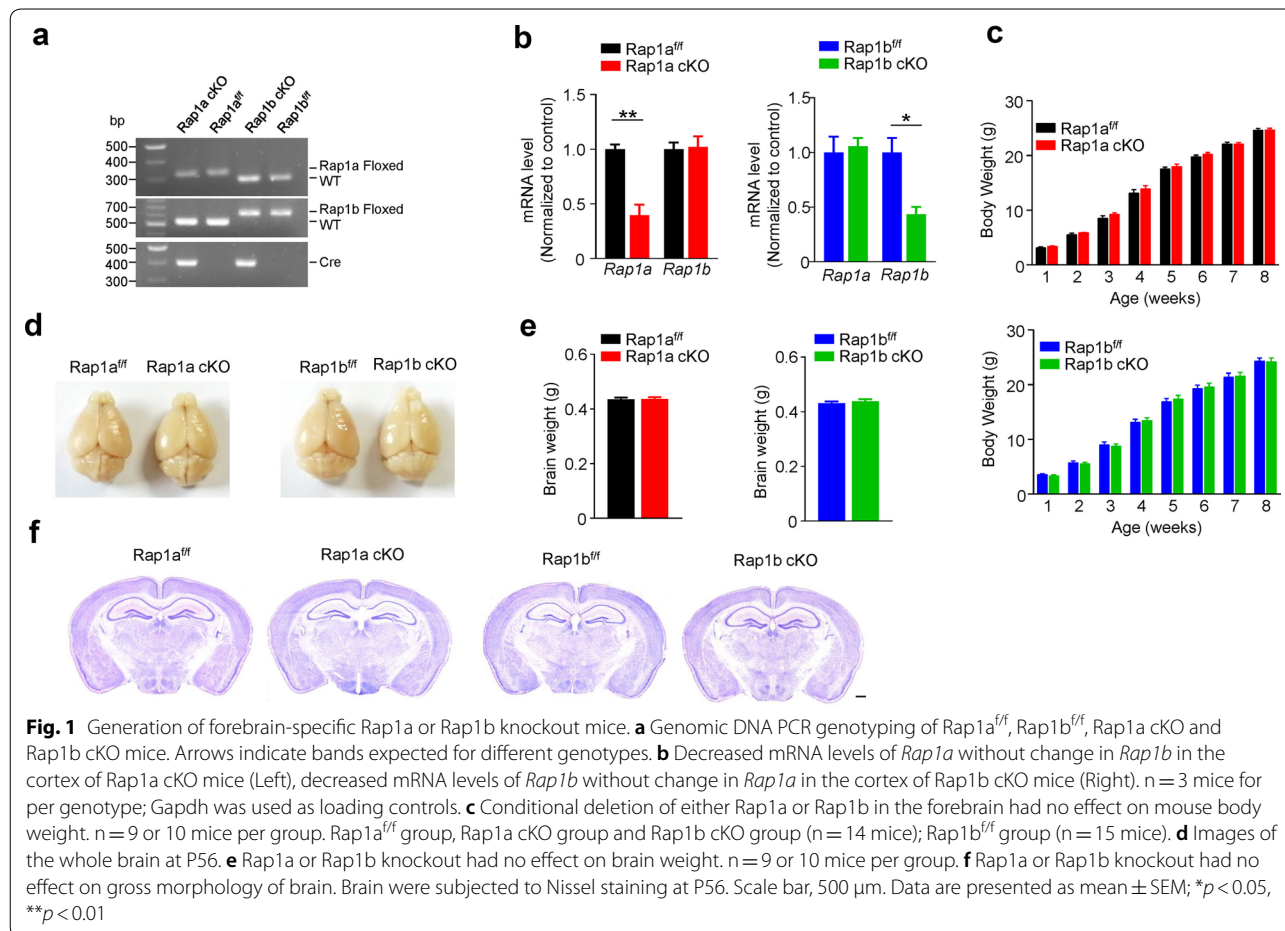 a
Rap1a cKO
Rap1a^f/f
Rap1b cKO
Rap1b^f/f
bp
500
400
300
Rap1a Floxed
WT
700
500
Rap1b Floxed
WT
500
400
300
Cre
b
Rap1a^f/f
Rap1a cKO
mRNA level
(Normalized to control)
1.5
1.0
0.5
0
**
Rap1a
Rap1b
Rap1b^f/f
Rap1b cKO
mRNA level
(Normalized to control)
1.5
1.0
0.5
0.0
*
Rap1a
Rap1b
c
Rap1a^f/f
Rap1a cKO
Body Weight (g)
30
20
10
0
1 2 3 4 5 6 7 8
Age (weeks)
Rap1b^f/f
Rap1b cKO
Body Weight (g)
30
20
10
0
1 2 3 4 5 6 7 8
Age (weeks)
d
Rap1a^f/f
Rap1a cKO
Rap1b^f/f
Rap1b cKO
e
Rap1a^f/f
Rap1a cKO
Brain weight (g)
0.6
0.4
0.2
0
Rap1b^f/f
Rap1b cKO
Brain weight (g)
0.6
0.4
0.2
0
f
Rap1a^f/f
Rap1a cKO
Rap1b^f/f
Rap1b cKO
Fig. 1 Generation of forebrain-specific Rap1a or Rap1b knockout mice. a Genomic DNA PCR genotyping of Rap1a^f/f, Rap1b^f/f, Rap1a cKO and
Rap1b cKO mice. Arrows indicate bands expected for different genotypes. b Decreased mRNA levels of Rap1a without change in Rap1b in the
cortex of Rap1a cKO mice (Left), decreased mRNA levels of Rap1b without change in Rap1a in the cortex of Rap1b cKO mice (Right). n = 3 mice for
per genotype; Gapdh was used as loading controls. c Conditional deletion of either Rap1a or Rap1b in the forebrain had no effect on mouse body
weight. n = 9 or 10 mice per group. Rap1a^f/f group, Rap1a cKO group and Rap1b cKO group (n = 14 mice); Rap1b^f/f group (n = 15 mice). d Images of
the whole brain at P56. e Rap1a or Rap1b knockout had no effect on brain weight. n = 9 or 10 mice per group. f Rap1a or Rap1b knockout had no
effect on gross morphology of brain. Brain were subjected to Nissel staining at P56. Scale bar, 500 μm. Data are presented as mean ± SEM; *p < 0.05,
**p < 0.01